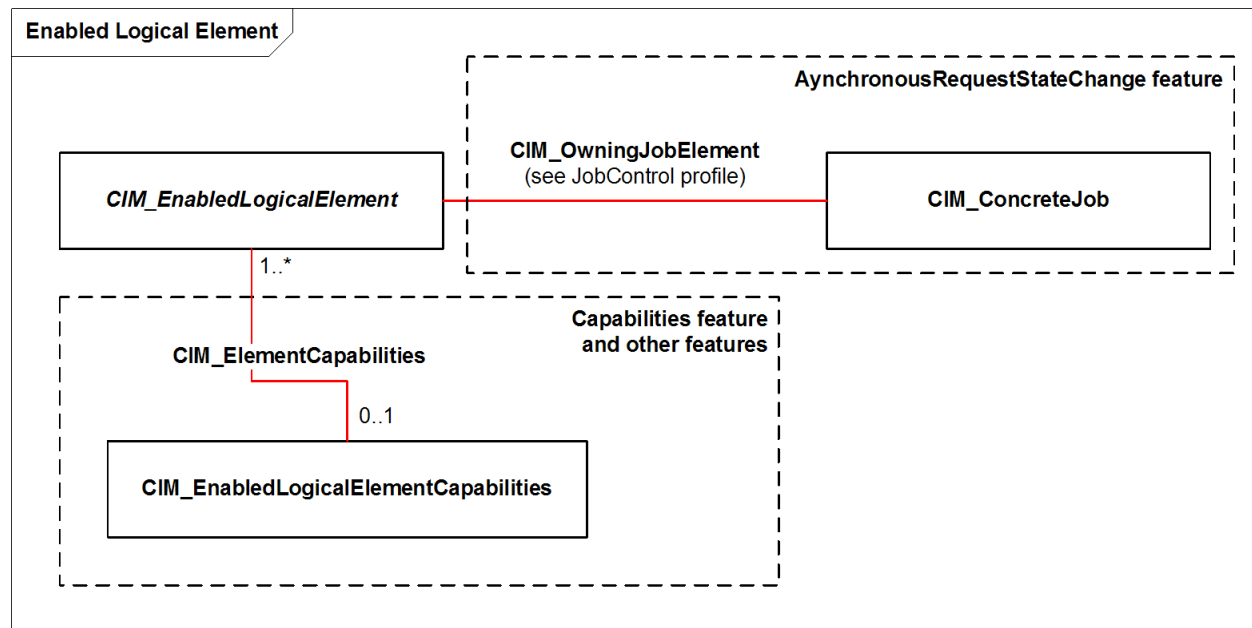 Enabled Logical Element
AynchronousRequestStateChange feature
CIM_OwningJobElement
(see JobControl profile)
CIM_EnabledLogicalElement
CIM_ConcreteJob
1..*
Capabilities feature
and other features
CIM_ElementCapabilities
0..1
CIM_EnabledLogicalElementCapabilities